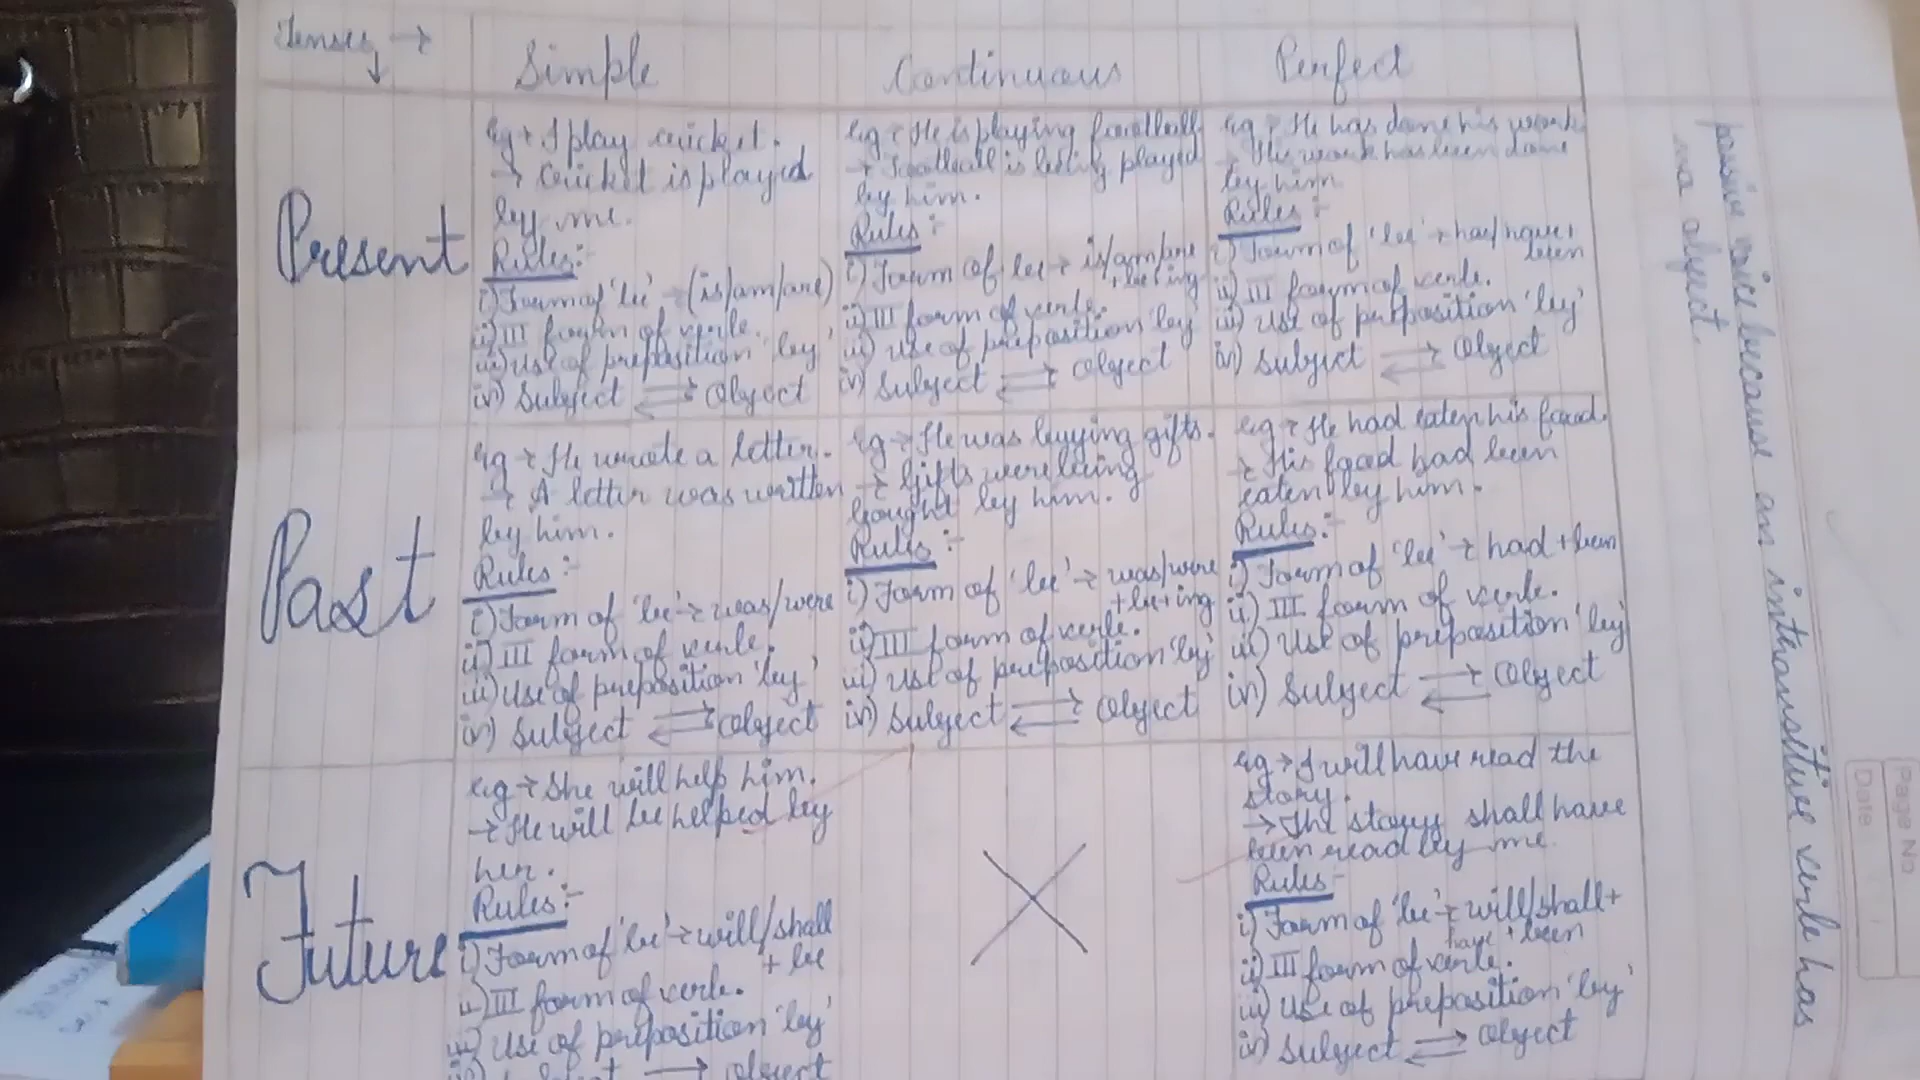 Tenses → ↓
Simple
Continuous
Perfect
Present
eg → I play cricket.
→ Cricket is played
by me.
Rules:-
i) Form of 'be' → (is/am/are)
ii) III form of verb.
iii) Use of preposition 'by'
iv) Subject ⇄ Object
eg → He is playing football
→ Football is being played
by him.
Rules:-
i) Form of be → is/am/are
+ be + ing
ii) III form of verb.
iii) Use of preposition 'by'
iv) Subject ⇄ Object
eg → He has done his work.
→ His work has been done
by him
Rules:-
i) Form of 'be' → has/have +
been
ii) III form of verb.
iii) Use of preposition 'by'
iv) Subject ⇄ Object
Past
eg → He wrote a letter.
→ A letter was written
by him.
Rules:-
i) Form of 'be' → was/were
ii) III form of verb.
iii) Use of preposition 'by'
iv) Subject ⇄ Object
eg → He was buying gifts.
→ Gifts were being
bought by him.
Rules:-
i) Form of 'be' → was/were
+ be + ing
ii) III form of verb.
iii) Use of preposition 'by'
iv) Subject ⇄ Object
eg → He had eaten his food.
→ His food had been
eaten by him.
Rules:-
i) Form of 'be' → had + been
ii) III form of verb.
iii) Use of preposition 'by'
iv) Subject ⇄ Object
Future
eg → She will help him.
→ He will be helped by
her.
Rules:-
i) Form of 'be' → will/shall
+ be
ii) III form of verb.
iii) Use of preposition 'by'
iv) Subject → object
eg → I will have read the
story.
→ The story shall have
been read by me.
Rules-
i) Form of 'be' → will/shall +
have + been
ii) III form of verb.
iii) Use of preposition 'by'
iv) Subject ⇄ Object
passive voice because an intransitive verb has
no object.
Page No
Date